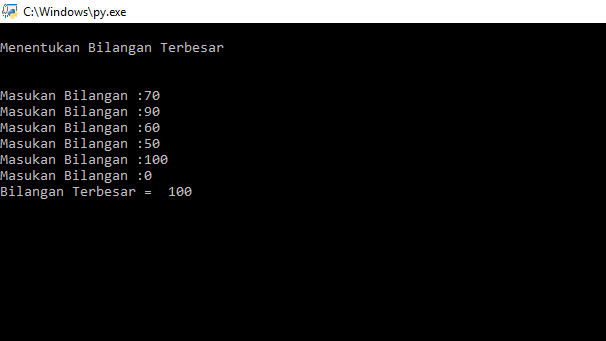 C:\Windows\py.exe
Menentukan Bilangan Terbesar
Masukan Bilangan :70
Masukan Bilangan :90
Masukan Bilangan :60
Masukan Bilangan :50
Masukan Bilangan :100
Masukan Bilangan :0
Bilangan Terbesar =  100